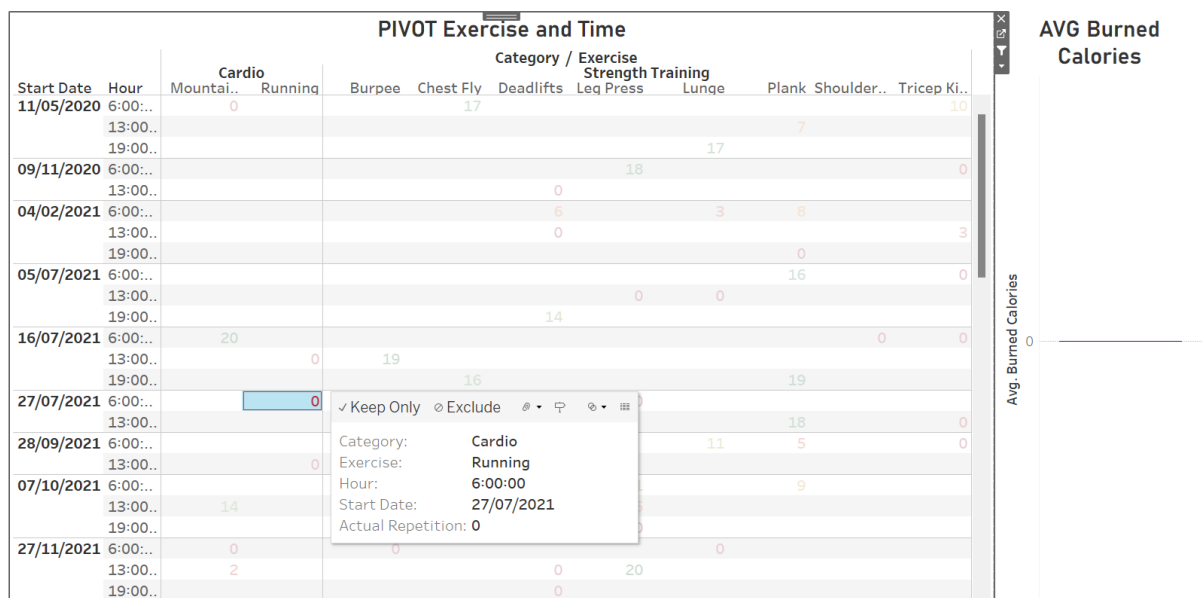 PIVOT Exercise and Time
Category / Exercise
Cardio Strength Training
Start Date Hour Mountai.. Running Burpee Chest Fly Deadlifts Leg Press Lunge Plank Shoulder.. Tricep Ki..
11/05/2020 6:00:.. 0 17 10
13:00.. 7
19:00.. 17
09/11/2020 6:00:.. 18 0
13:00.. 0
04/02/2021 6:00:.. 6 3 8
13:00.. 0 3
19:00.. 0
05/07/2021 6:00:.. 16 0
13:00.. 0 0
19:00.. 14
16/07/2021 6:00:.. 20 0 0
13:00.. 0 19
19:00.. 16 19
27/07/2021 6:00:.. 0
13:00.. 18 0
28/09/2021 6:00:.. 11 5 0
13:00.. 0
07/10/2021 6:00:.. 9
13:00.. 14
19:00..
27/11/2021 6:00:.. 0 0 0
13:00.. 2 0 20
19:00.. 0
Keep Only Exclude
Category: Cardio
Exercise: Running
Hour: 6:00:00
Start Date: 27/07/2021
Actual Repetition: 0
AVG Burned
Calories
Avg. Burned Calories
0